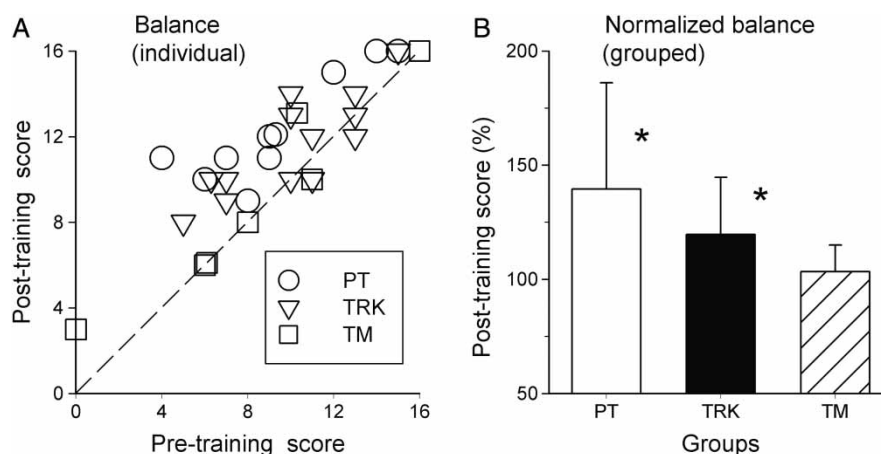 A
Balance
(individual)
16
12
8
4
0
Post-training score
0
4
8
12
16
Pre-training score
PT
TRK
TM
B
Normalized balance
(grouped)
200
150
100
50
Post-training score (%)
*
*
PT
TRK
TM
Groups